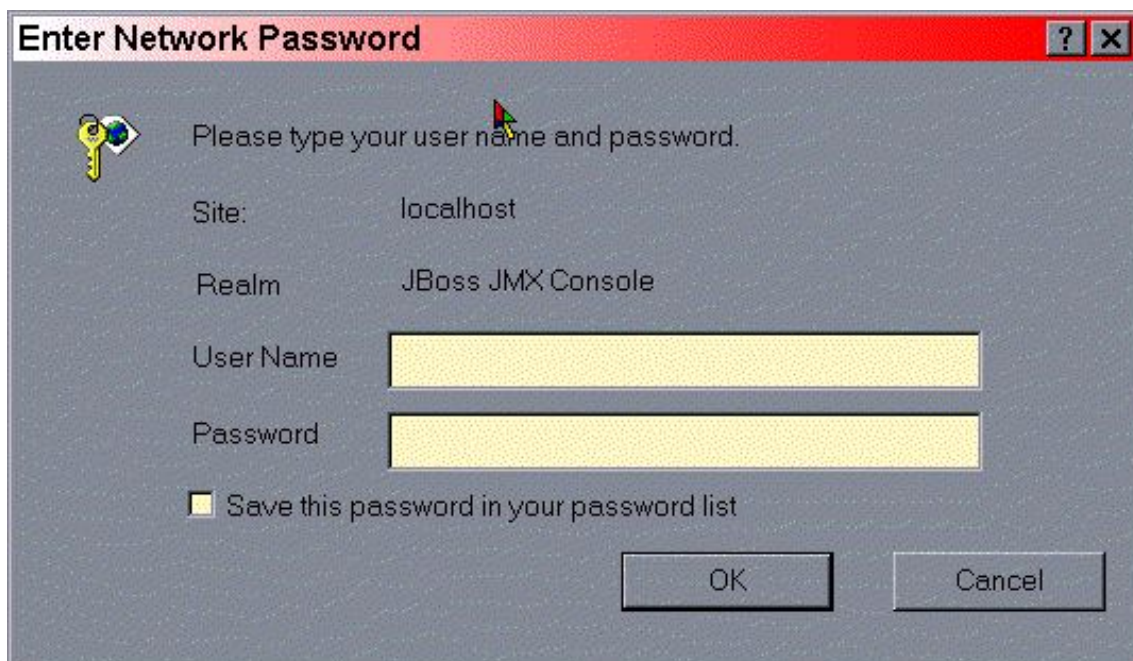 Enter Network Password
Please type your user name and password.
Site: localhost
Realm JBoss JMX Console
User Name
Password
Save this password in your password list
OK Cancel